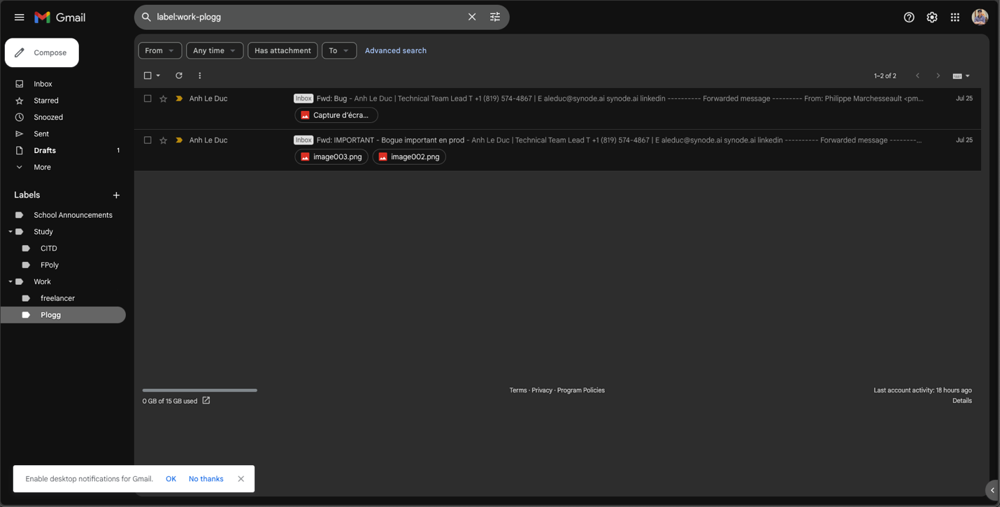 Gmail
label:work-plogg
Compose
From
Any time
Has attachment
To
Advanced search
1–2 of 2
Inbox
Starred
Snoozed
Sent
Drafts 1
More
Labels
School Announcements
Study
CITD
FPoly
Work
freelancer
Plogg
Anh Le Duc Inbox Fwd: Bug - Anh Le Duc | Technical Team Lead T +1 (819) 574-4867 | E aleduc@synode.ai synode.ai linkedin ---------- Forwarded message --------- From: Philippe Marchesseault <pm... Jul 25
Capture d'écra...
Anh Le Duc Inbox Fwd: IMPORTANT - Bogue important en prod - Anh Le Duc | Technical Team Lead T +1 (819) 574-4867 | E aleduc@synode.ai synode.ai linkedin ---------- Forwarded message --------... Jul 25
image003.png image002.png
0 GB of 15 GB used
Terms · Privacy · Program Policies
Last account activity: 18 hours ago
Details
Enable desktop notifications for Gmail. OK No thanks